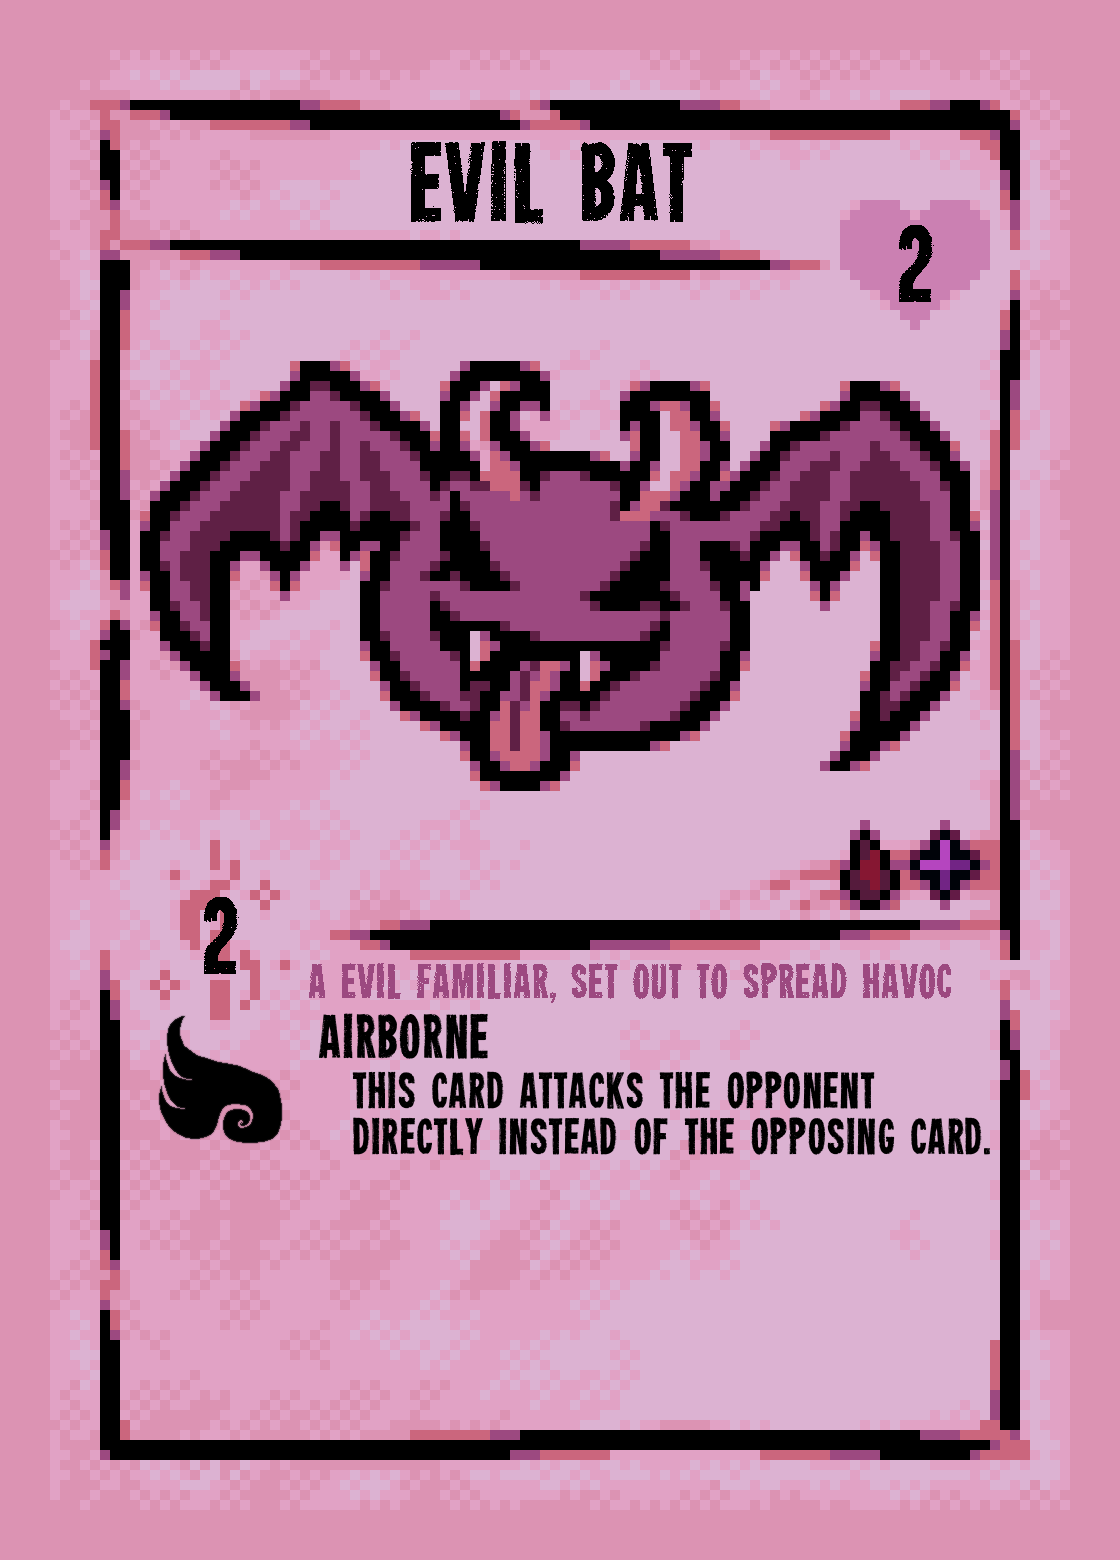 EVIL BAT
2
2
A EVIL FAMILIAR, SET OUT TO SPREAD HAVOC
AIRBORNE
THIS CARD ATTACKS THE OPPONENT
DIRECTLY INSTEAD OF THE OPPOSING CARD.